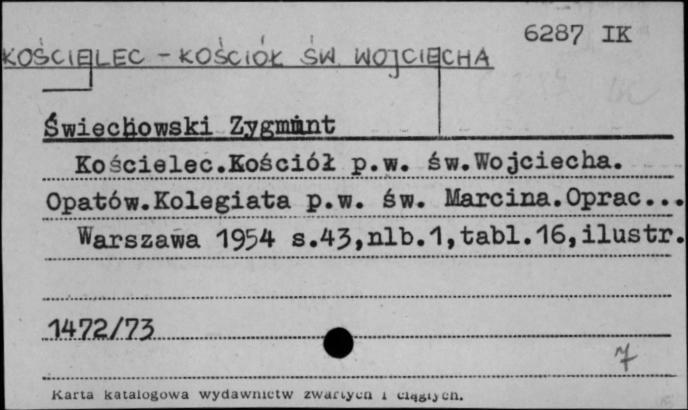 6287 IK
KOŚCIELEC - KOŚCIÓŁ ŚW. WOJCIECHA
Świechowski Zygmunt
Kościelec.Kościół p.w. św.Wojciecha.
Opatów.Kolegiata p.w. św. Marcina.Oprac...
Warszawa 1954 s.43,nlb.1,tabl.16,ilustr.
1472/73
7
Karta katalogowa wydawnictw zwartych i ciągłych.